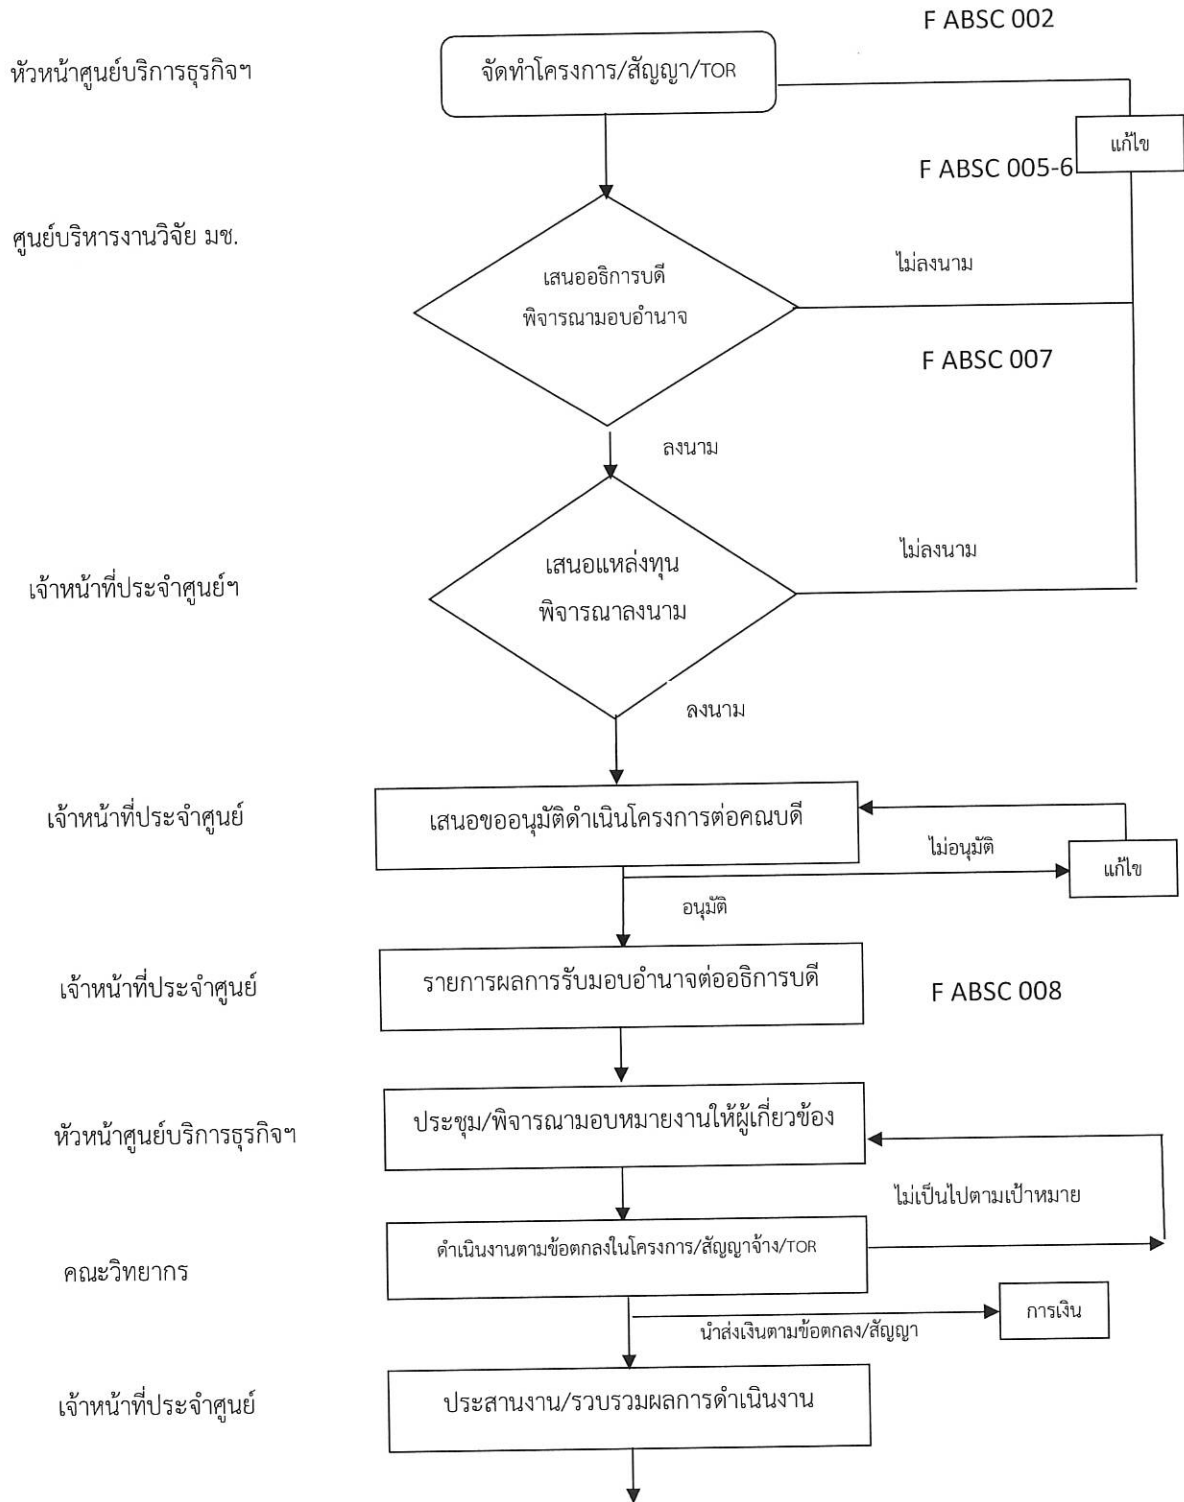 F ABSC 002
หัวหน้าศูนย์บริการธุรกิจฯ
จัดทำโครงการ/สัญญา/TOR
แก้ไข
F ABSC 005-6
ศูนย์บริหารงานวิจัย มช.
เสนออธิการบดี
พิจารณามอบอำนาจ
ไม่ลงนาม
F ABSC 007
ลงนาม
เจ้าหน้าที่ประจำศูนย์ฯ
เสนอแหล่งทุน
พิจารณาลงนาม
ไม่ลงนาม
ลงนาม
เจ้าหน้าที่ประจำศูนย์
เสนอขออนุมัติดำเนินโครงการต่อคณบดี
ไม่อนุมัติ
แก้ไข
อนุมัติ
เจ้าหน้าที่ประจำศูนย์
รายการผลการรับมอบอำนาจต่ออธิการบดี
F ABSC 008
หัวหน้าศูนย์บริการธุรกิจฯ
ประชุม/พิจารณามอบหมายงานให้ผู้เกี่ยวข้อง
ไม่เป็นไปตามเป้าหมาย
คณะวิทยากร
ดำเนินงานตามข้อตกลงในโครงการ/สัญญาจ้าง/TOR
นำส่งเงินตามข้อตกลง/สัญญา
การเงิน
เจ้าหน้าที่ประจำศูนย์
ประสานงาน/รวบรวมผลการดำเนินงาน